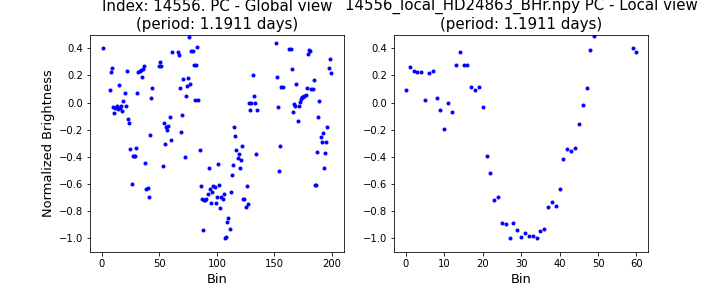 Index: 14556. PC - Global view
(period: 1.1911 days)
14556_local_HD24863_BHr.npy PC - Local view
(period: 1.1911 days)
Normalized Brightness
0.4
0.2
0.0
−0.2
−0.4
−0.6
−0.8
−1.0
0 50 100 150 200
Bin
0.4
0.2
0.0
−0.2
−0.4
−0.6
−0.8
−1.0
0 10 20 30 40 50 60
Bin